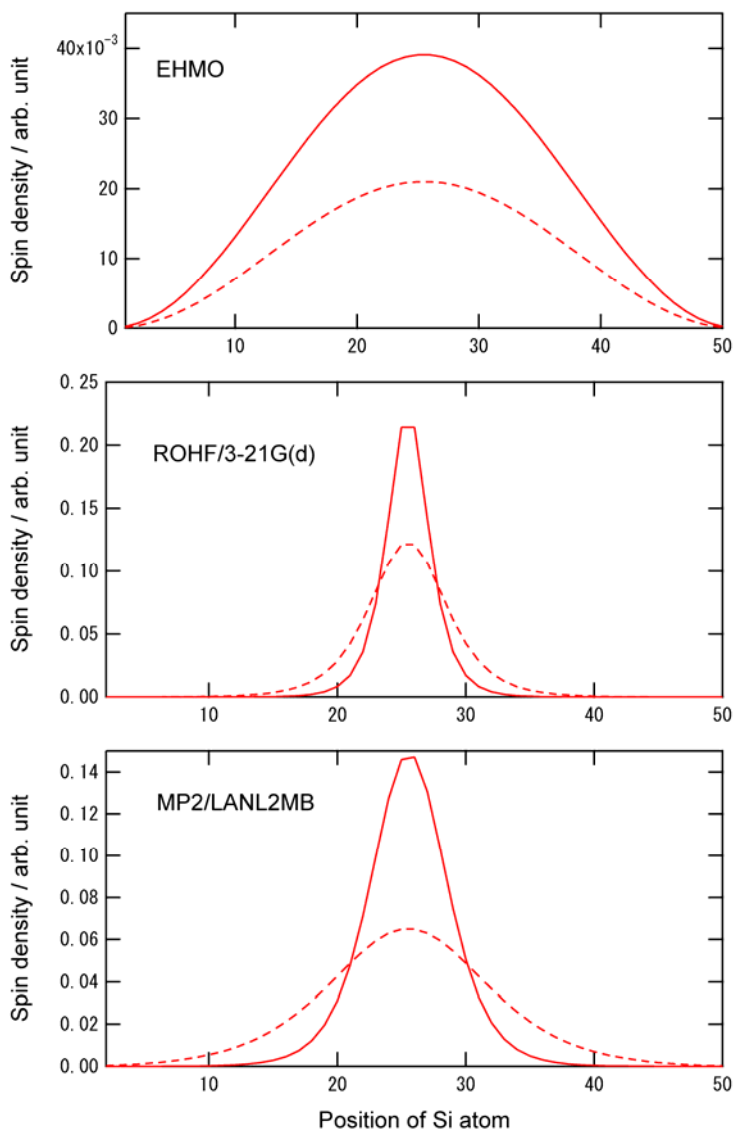 40x10⁻³
EHMO
30
20
10
0
Spin density / arb. unit
10 20 30 40 50
0.25
ROHF/3-21G(d)
0.20
0.15
0.10
0.05
0.00
Spin density / arb. unit
10 20 30 40 50
0.14
MP2/LANL2MB
0.12
0.10
0.08
0.06
0.04
0.02
0.00
Spin density / arb. unit
10 20 30 40 50
Position of Si atom